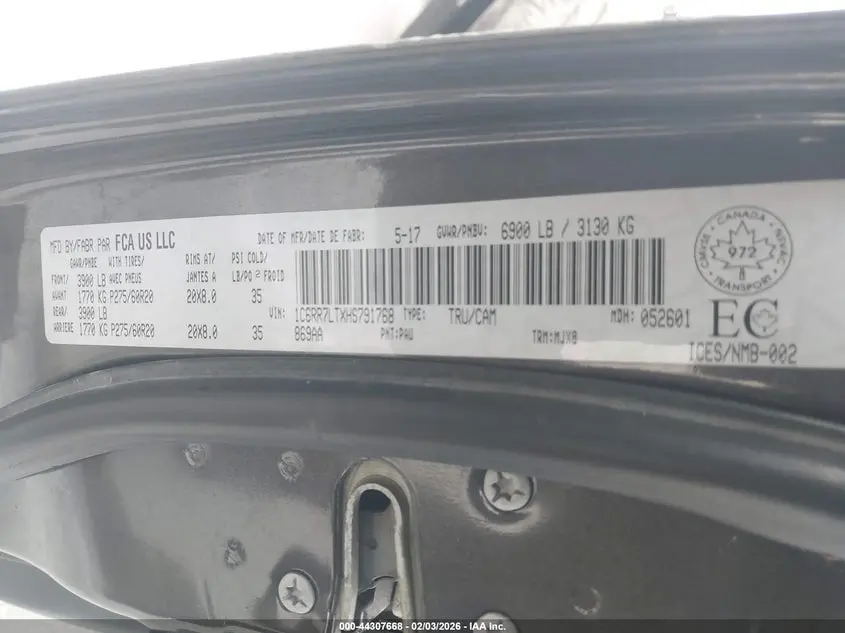 MFD BY/FABR PAR FCA US LLC DATE OF MFR/DATE DE FABR: 5-17 GVWR/PNBV: 6900 LB / 3130 KG
GAWR/PNBE WITH TIRES/ RIMS AT/ PSI COLD/
FRONT/ 3900 LB AVEC PNEUS JANTES A LB/PO² FROID
AVANT 1770 KG P275/60R20 20X8.0 35
REAR/ 3900 LB
ARRIERE 1770 KG P275/60R20 20X8.0 35
VIN: 1C6RR7LTXHS791768 TYPE: TRU/CAM MDH: 052601
869AA PNT:PAU TRM:MJX8
CANADA
CMVSS NSVAC
972
TRANSPORT
EC
ICES/NMB-002
000-44307668 - 02/03/2026 - IAA Inc.